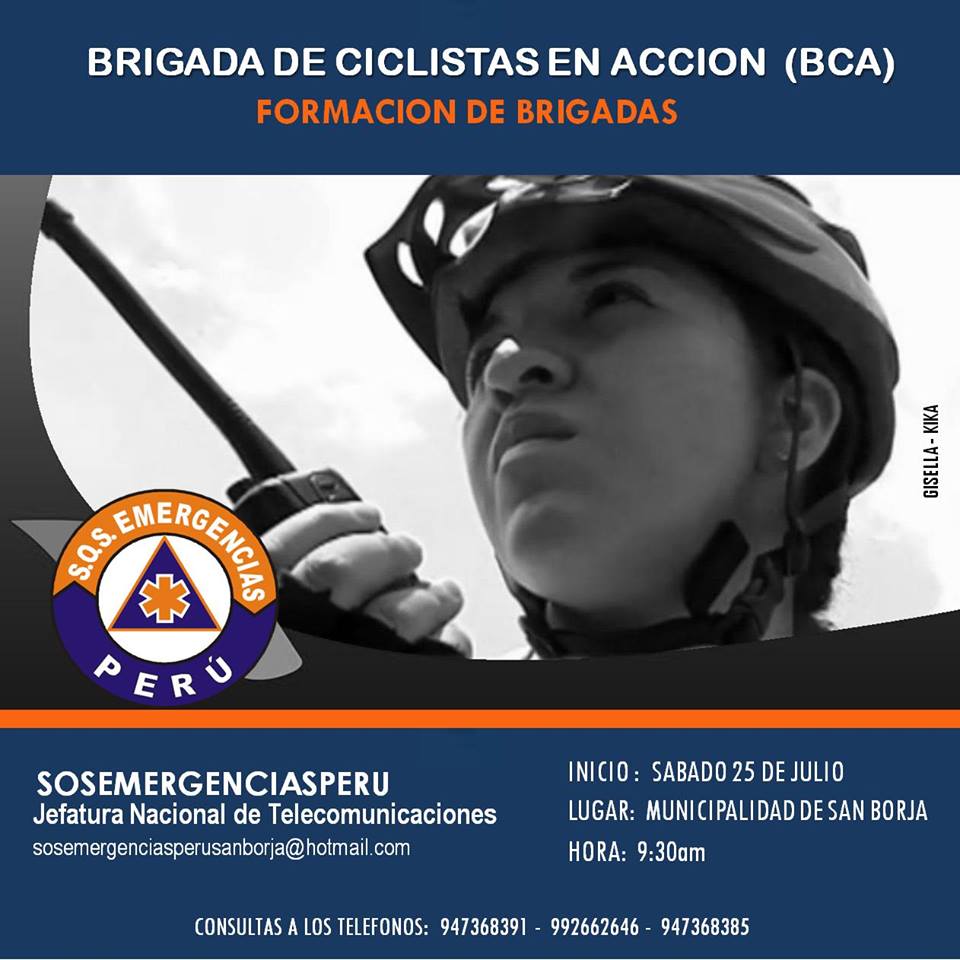 BRIGADA DE CICLISTAS EN ACCION (BCA)
FORMACION DE BRIGADAS
GISELLA - KIKA
S.O.S. EMERGENCIAS
PERÚ
SOSEMERGENCIASPERU
Jefatura Nacional de Telecomunicaciones
sosemergenciasperusanborja@hotmail.com
INICIO : SABADO 25 DE JULIO
LUGAR: MUNICIPALIDAD DE SAN BORJA
HORA: 9:30am
CONSULTAS A LOS TELEFONOS: 947368391 - 992662646 - 947368385